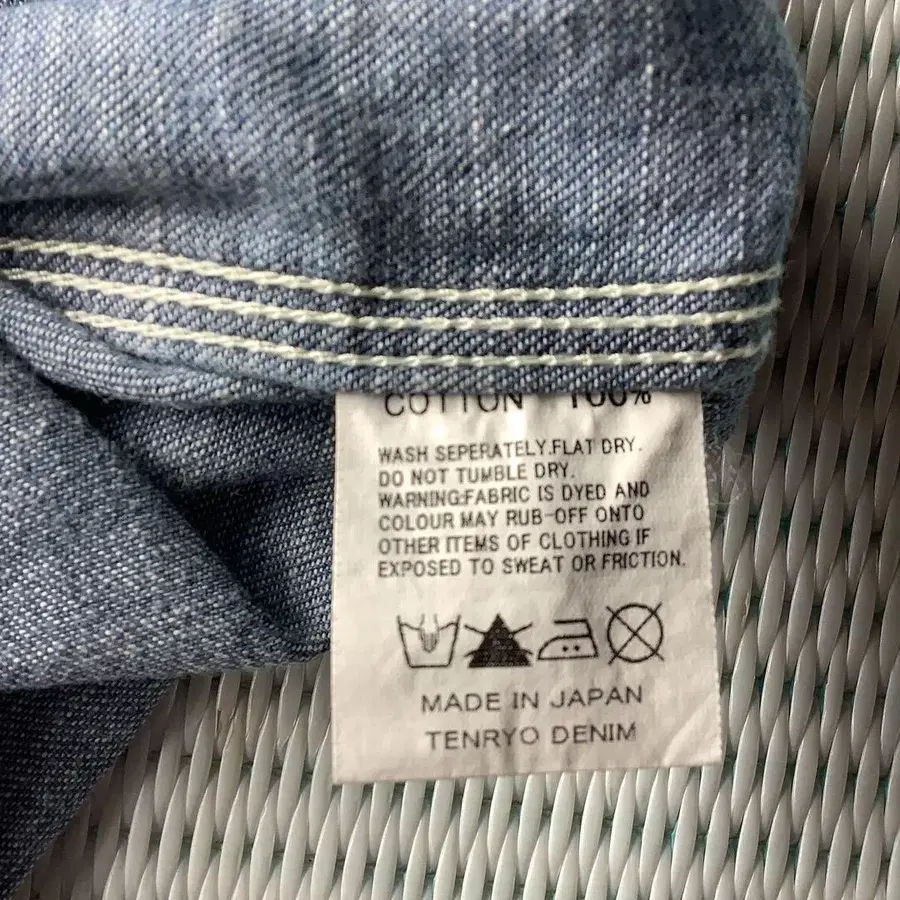 COTTON 100%
WASH SEPERATELY.FLAT DRY.
DO NOT TUMBLE DRY.
WARNING:FABRIC IS DYED AND
COLOUR MAY RUB-OFF ONTO
OTHER ITEMS OF CLOTHING IF
EXPOSED TO SWEAT OR FRICTION.
MADE IN JAPAN
TENRYO DENIM